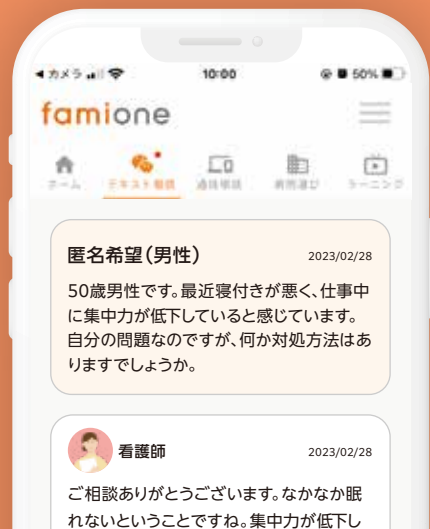 カメラ
10:00
50%
famione
ホーム
テキスト相談
病院選び
ラーニング
匿名希望(男性)
2023/02/28
50歳男性です。最近寝付きが悪く、仕事中
に集中力が低下していると感じています。
自分の問題なのですが、何か対処方法はあ
りますでしょうか。
看護師
2023/02/28
ご相談ありがとうございます。なかなか眠
れないということですね。集中力が低下し